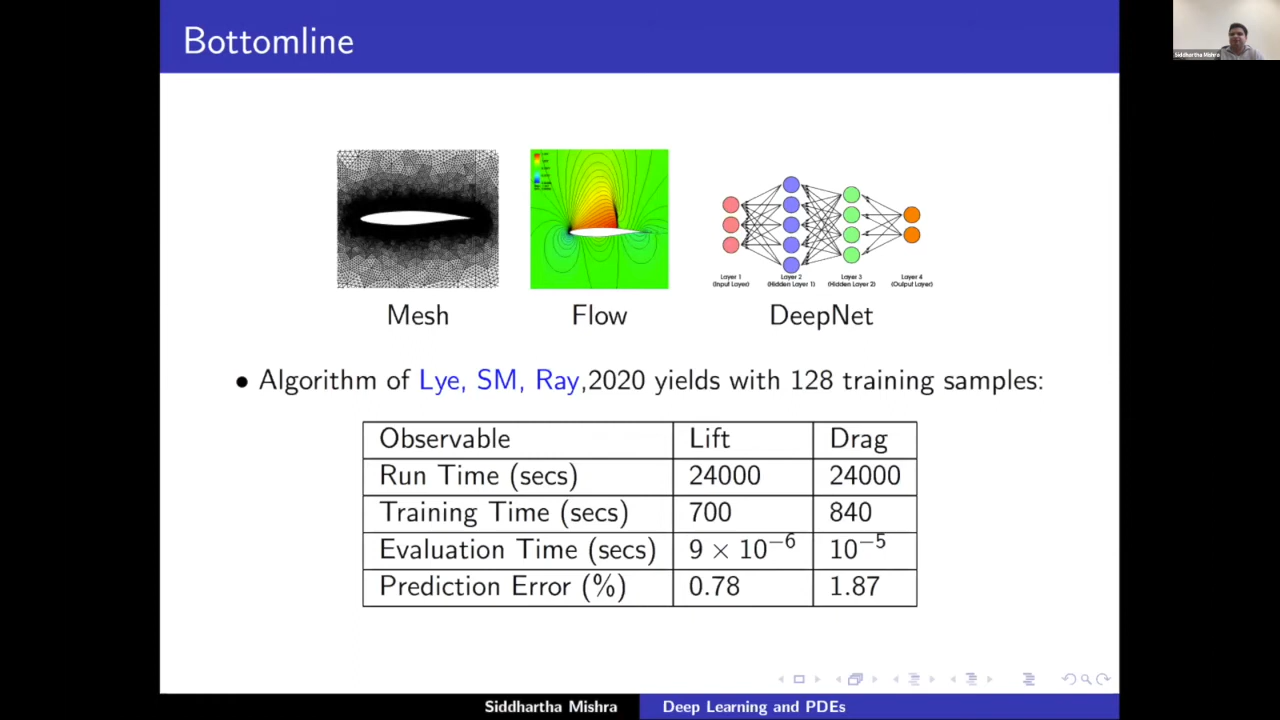 Bottomline
Siddhartha Mishra
Layer 1 Layer 2 Layer 3 Layer 4
(Input Layer) (Hidden Layer 1) (Hidden Layer 2) (Output Layer)
Mesh Flow DeepNet
• Algorithm of Lye, SM, Ray,2020 yields with 128 training samples:
Observable Lift Drag
Run Time (secs) 24000 24000
Training Time (secs) 700 840
Evaluation Time (secs) 9 × 10⁻⁶ 10⁻⁵
Prediction Error (%) 0.78 1.87
Siddhartha Mishra Deep Learning and PDEs